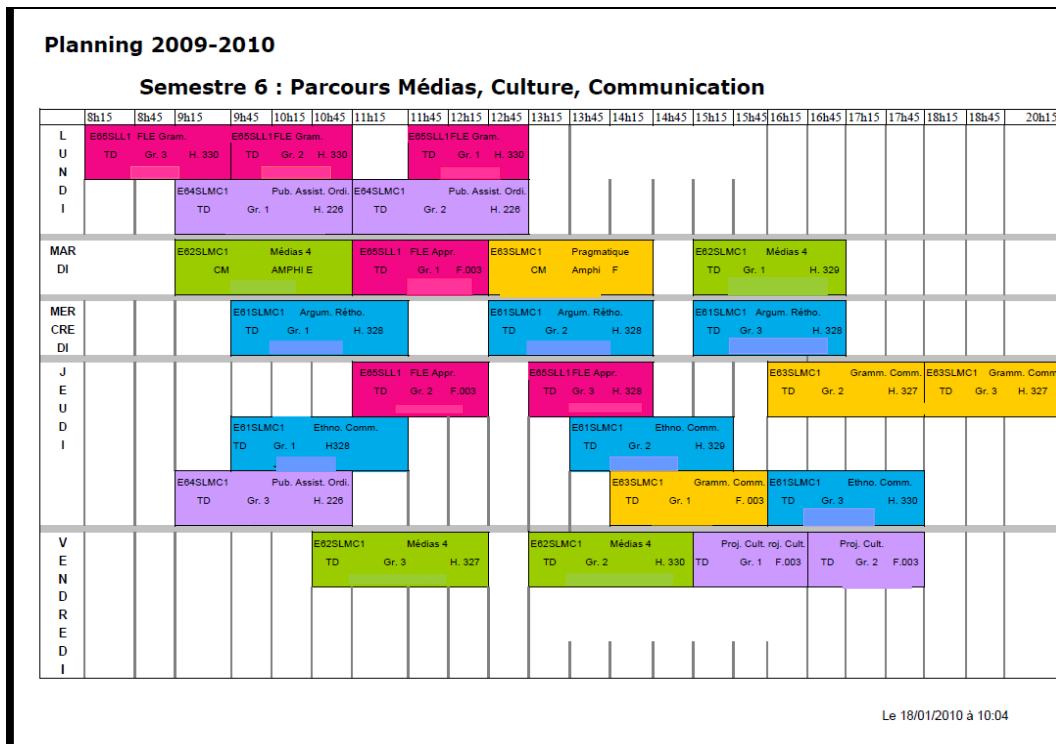 Planning 2009-2010
Semestre 6 : Parcours Médias, Culture, Communication
8h15 8h45 9h15 9h45 10h15 10h45 11h15 11h45 12h15 12h45 13h15 13h45 14h15 14h45 15h15 15h45 16h15 16h45 17h15 17h45 18h15 18h45 20h15
LUNDI
E65SLL1 FLE Gram.
TD Gr. 3 H. 330
E65SLL1 FLE Gram.
TD Gr. 2 H. 330
E65SLL1 FLE Gram.
TD Gr. 1 H. 330
E64SLMC1 Pub. Assist. Ordi.
TD Gr. 1 H. 226
E64SLMC1 Pub. Assist. Ordi.
TD Gr. 2 H. 226
MAR
DI
E62SLMC1 Médias 4
CM AMPHI E
E65SLL1 FLE Appr.
TD Gr. 1 F.003
E63SLMC1 Pragmatique
CM Amphi F
E62SLMC1 Médias 4
TD Gr. 1 H. 329
MER
CRE
DI
E61SLMC1 Argum. Rétho.
TD Gr. 1 H. 328
E61SLMC1 Argum. Rétho.
TD Gr. 2 H. 328
E61SLMC1 Argum. Rétho.
TD Gr. 3 H. 328
JEUDI
E65SLL1 FLE Appr.
TD Gr. 2 F.003
E65SLL1 FLE Appr.
TD Gr. 3 H. 328
E63SLMC1 Gramm. Comm.
TD Gr. 2 H. 327
E63SLMC1 Gramm. Comm
TD Gr. 3 H. 327
E61SLMC1 Ethno. Comm.
TD Gr. 1 H328
E61SLMC1 Ethno. Comm.
TD Gr. 2 H. 329
E64SLMC1 Pub. Assist. Ordi.
TD Gr. 3 H. 226
E63SLMC1 Gramm. Comm.
TD Gr. 1 F. 003
E61SLMC1 Ethno. Comm.
TD Gr. 3 H. 330
VENDREDI
E62SLMC1 Médias 4
TD Gr. 3 H. 327
E62SLMC1 Médias 4
TD Gr. 2 H. 330
Proj. Cult. roj. Cult.
TD Gr. 1 F.003
Proj. Cult.
TD Gr. 2 F.003
Le 18/01/2010 à 10:04